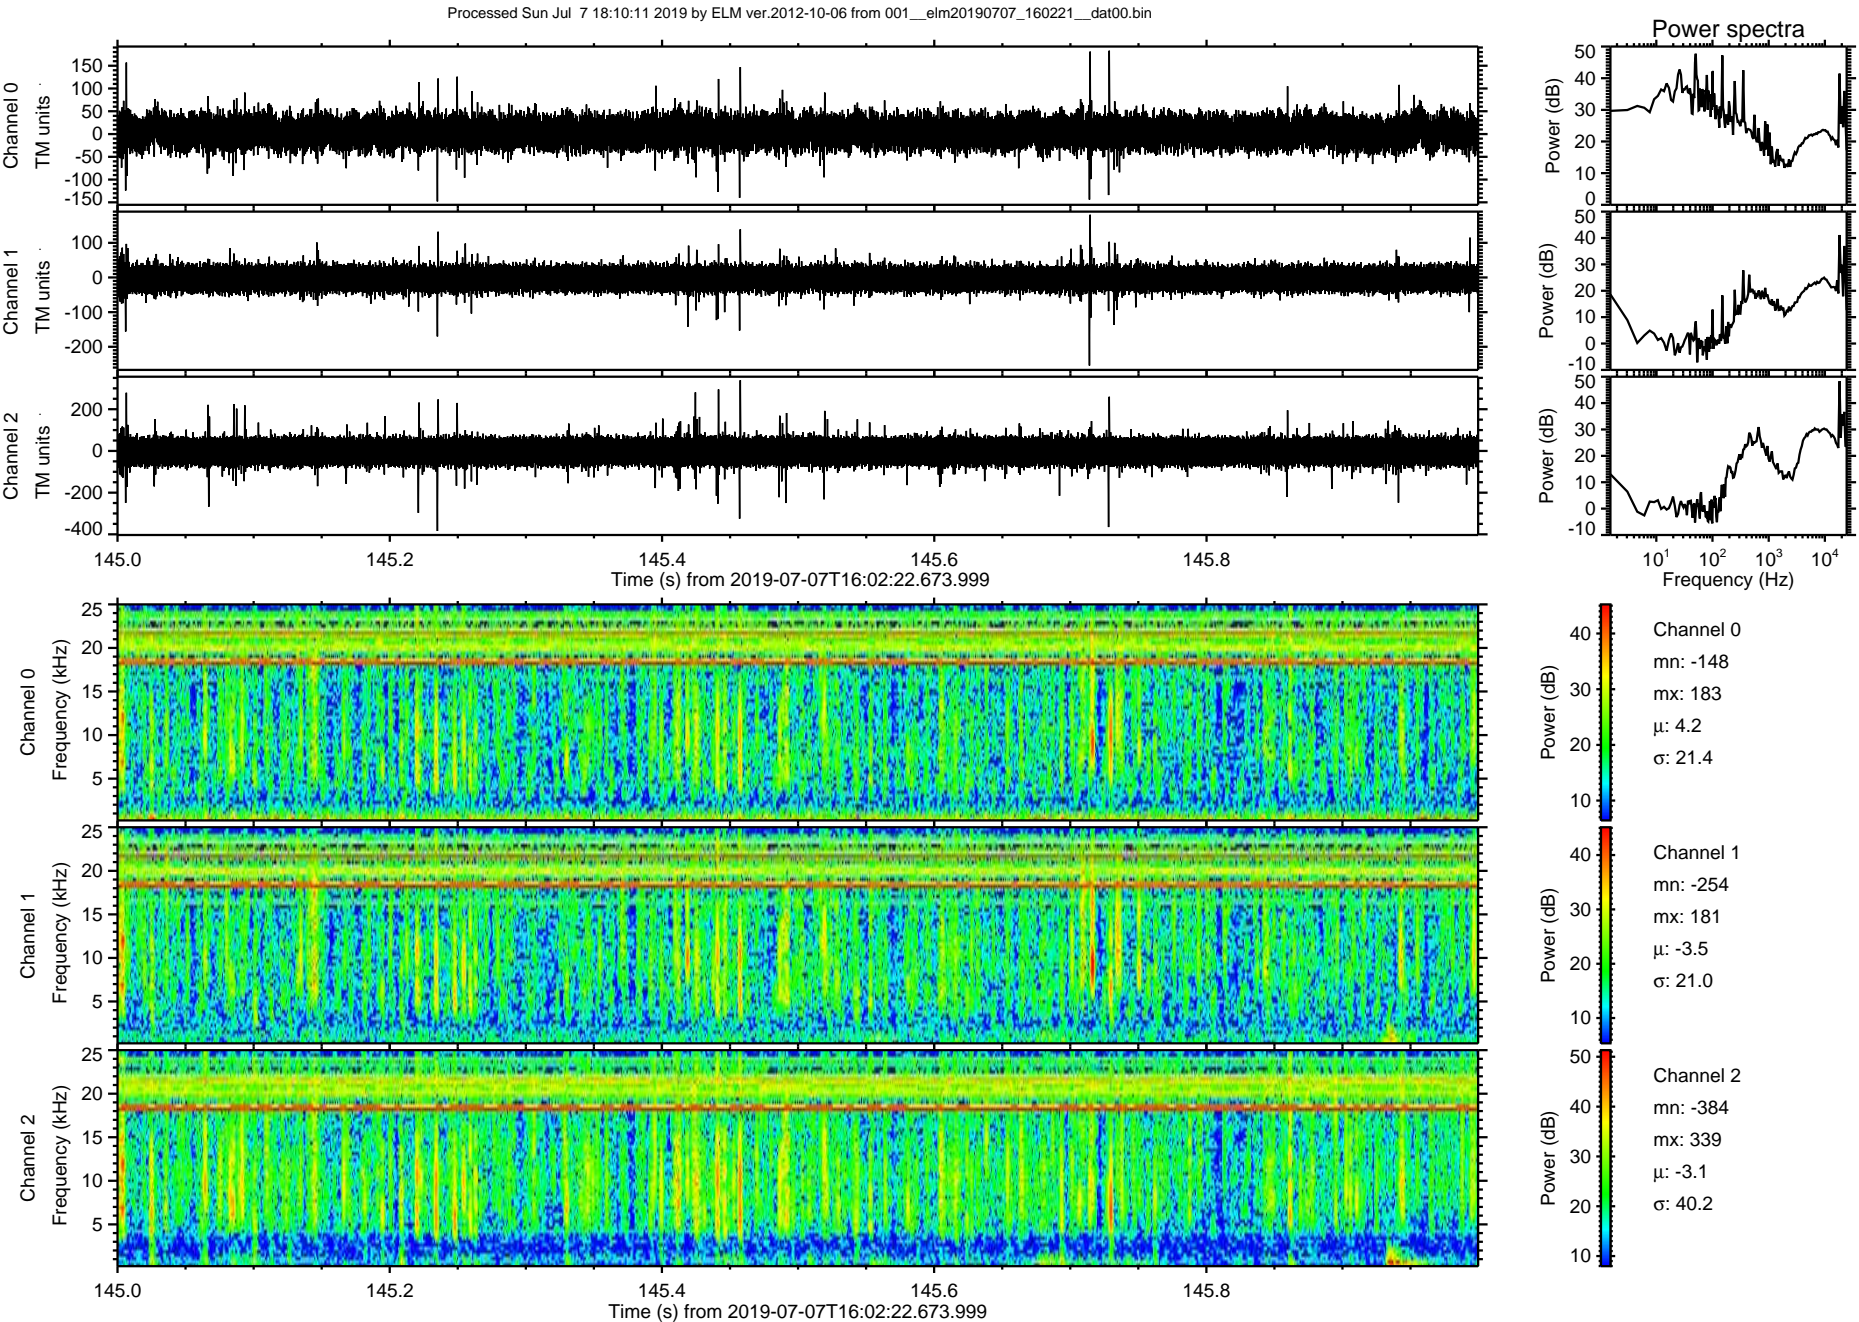 Processed Sun Jul  7 18:10:11 2019 by ELM ver.2012-10-06 from 001__elm20190707_160221__dat00.bin
Power spectra
Channel 0
TM units
150
100
50
0
-50
-100
-150
Power (dB)
50
40
30
20
10
0
Channel 1
TM units
100
0
-100
-200
Power (dB)
50
40
30
20
10
0
-10
Channel 2
TM units
200
0
-200
-400
Power (dB)
50
40
30
20
10
0
-10
145.0 145.2 145.4 145.6 145.8
Time (s) from 2019-07-07T16:02:22.673.999
10^1 10^2 10^3 10^4
Frequency (Hz)
Channel 0
Frequency (kHz)
25
20
15
10
5
Power (dB)
40
30
20
10
Channel 0
mn: -148
mx: 183
µ: 4.2
σ: 21.4
Channel 1
Frequency (kHz)
25
20
15
10
5
Power (dB)
40
30
20
10
Channel 1
mn: -254
mx: 181
µ: -3.5
σ: 21.0
Channel 2
Frequency (kHz)
25
20
15
10
5
Power (dB)
50
40
30
20
10
Channel 2
mn: -384
mx: 339
µ: -3.1
σ: 40.2
145.0 145.2 145.4 145.6 145.8
Time (s) from 2019-07-07T16:02:22.673.999